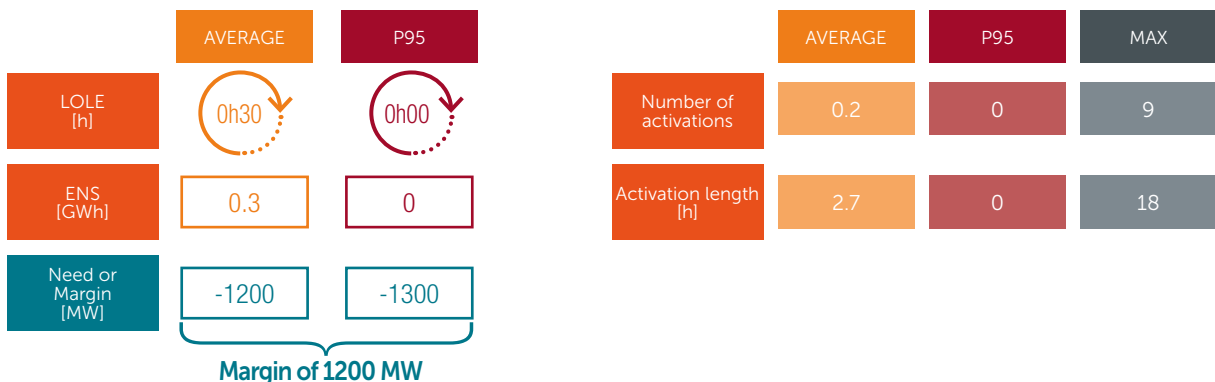 AVERAGE P95
LOLE
[h]
0h30 0h00
ENS
[GWh]
0.3 0
Need or
Margin
[MW]
-1200 -1300
Margin of 1200 MW
AVERAGE P95 MAX
Number of
activations
0.2 0 9
Activation length
[h]
2.7 0 18